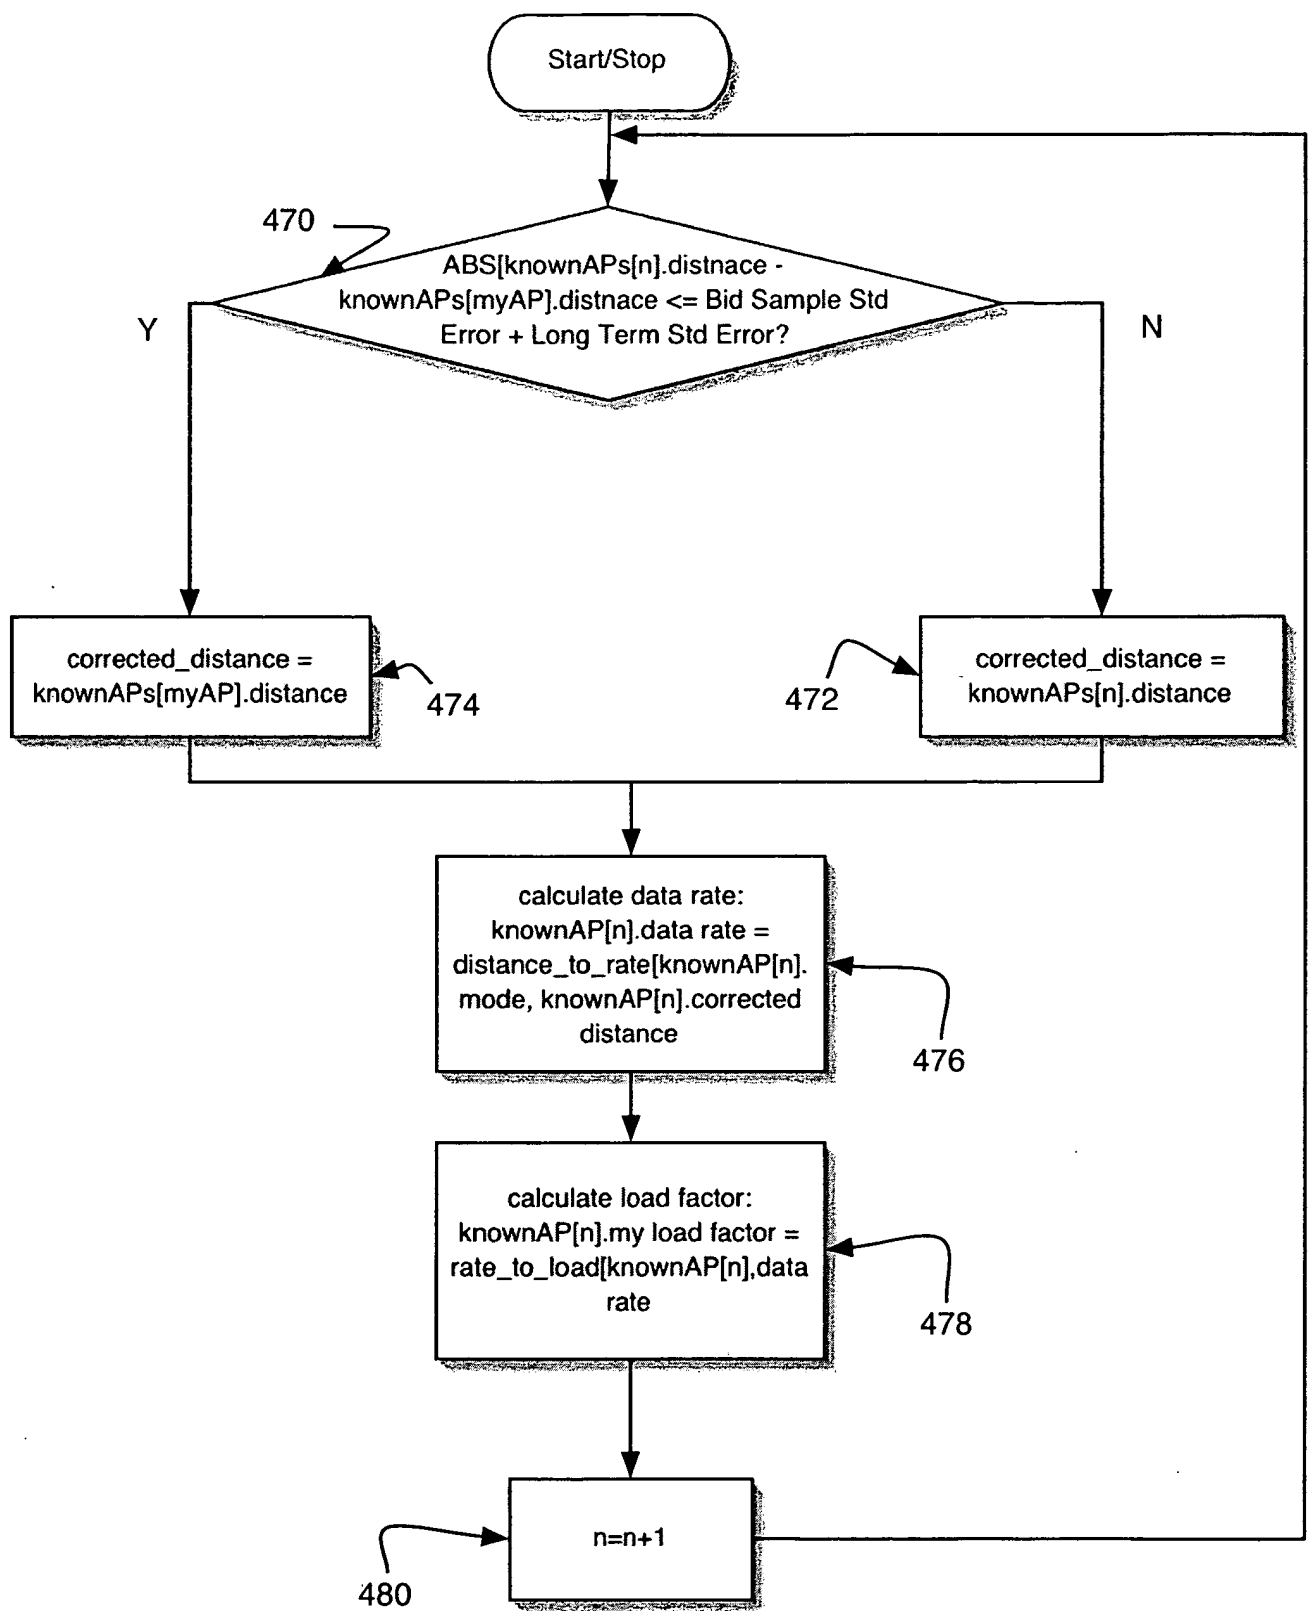 Start/Stop
470
ABS[knownAPs[n].distnace -
knownAPs[myAP].distnace <= Bid Sample Std
Error + Long Term Std Error?
Y
N
corrected_distance =
knownAPs[myAP].distance
474
472
corrected_distance =
knownAPs[n].distance
calculate data rate:
knownAP[n].data rate =
distance_to_rate[knownAP[n].
mode, knownAP[n].corrected
distance
476
calculate load factor:
knownAP[n].my load factor =
rate_to_load[knownAP[n],data
rate
478
n=n+1
480